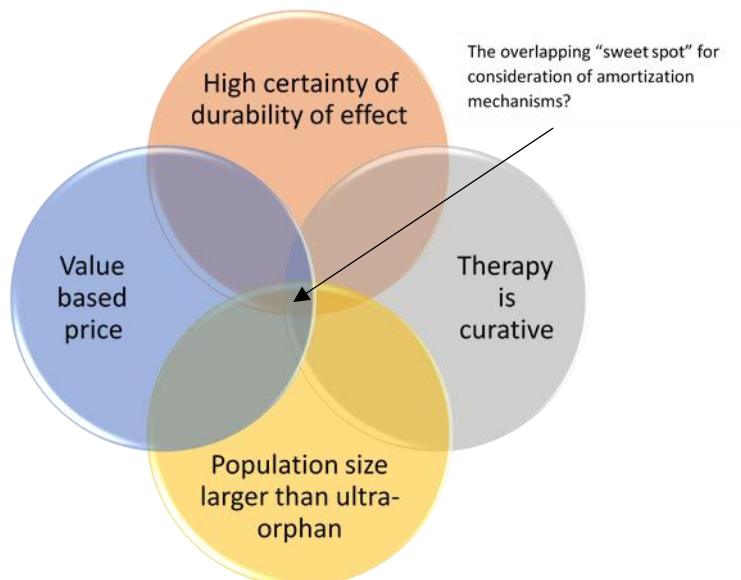 The overlapping “sweet spot” for
consideration of amortization
mechanisms?
High certainty of
durability of effect
Value
based
price
Therapy
is
curative
Population size
larger than ultra-
orphan